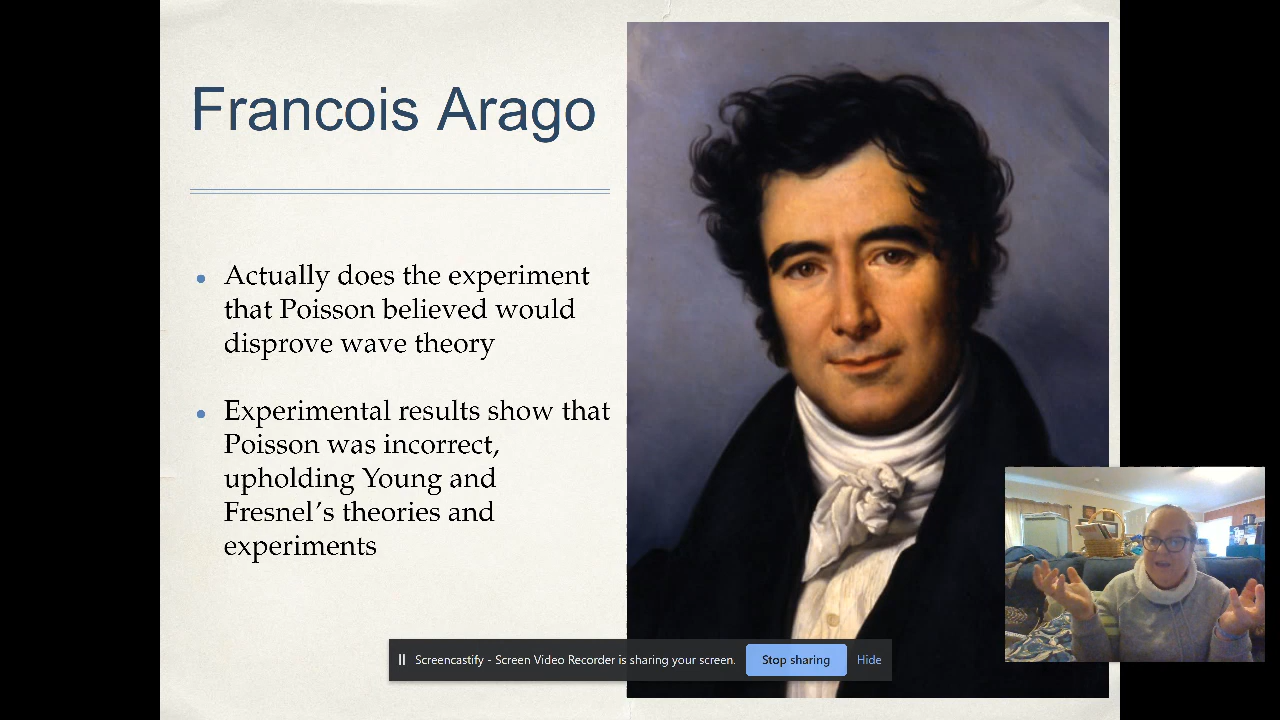 Francois Arago
• Actually does the experiment
that Poisson believed would
disprove wave theory
• Experimental results show that
Poisson was incorrect,
upholding Young and
Fresnel’s theories and
experiments
Screencastify - Screen Video Recorder is sharing your screen.
Stop sharing
Hide